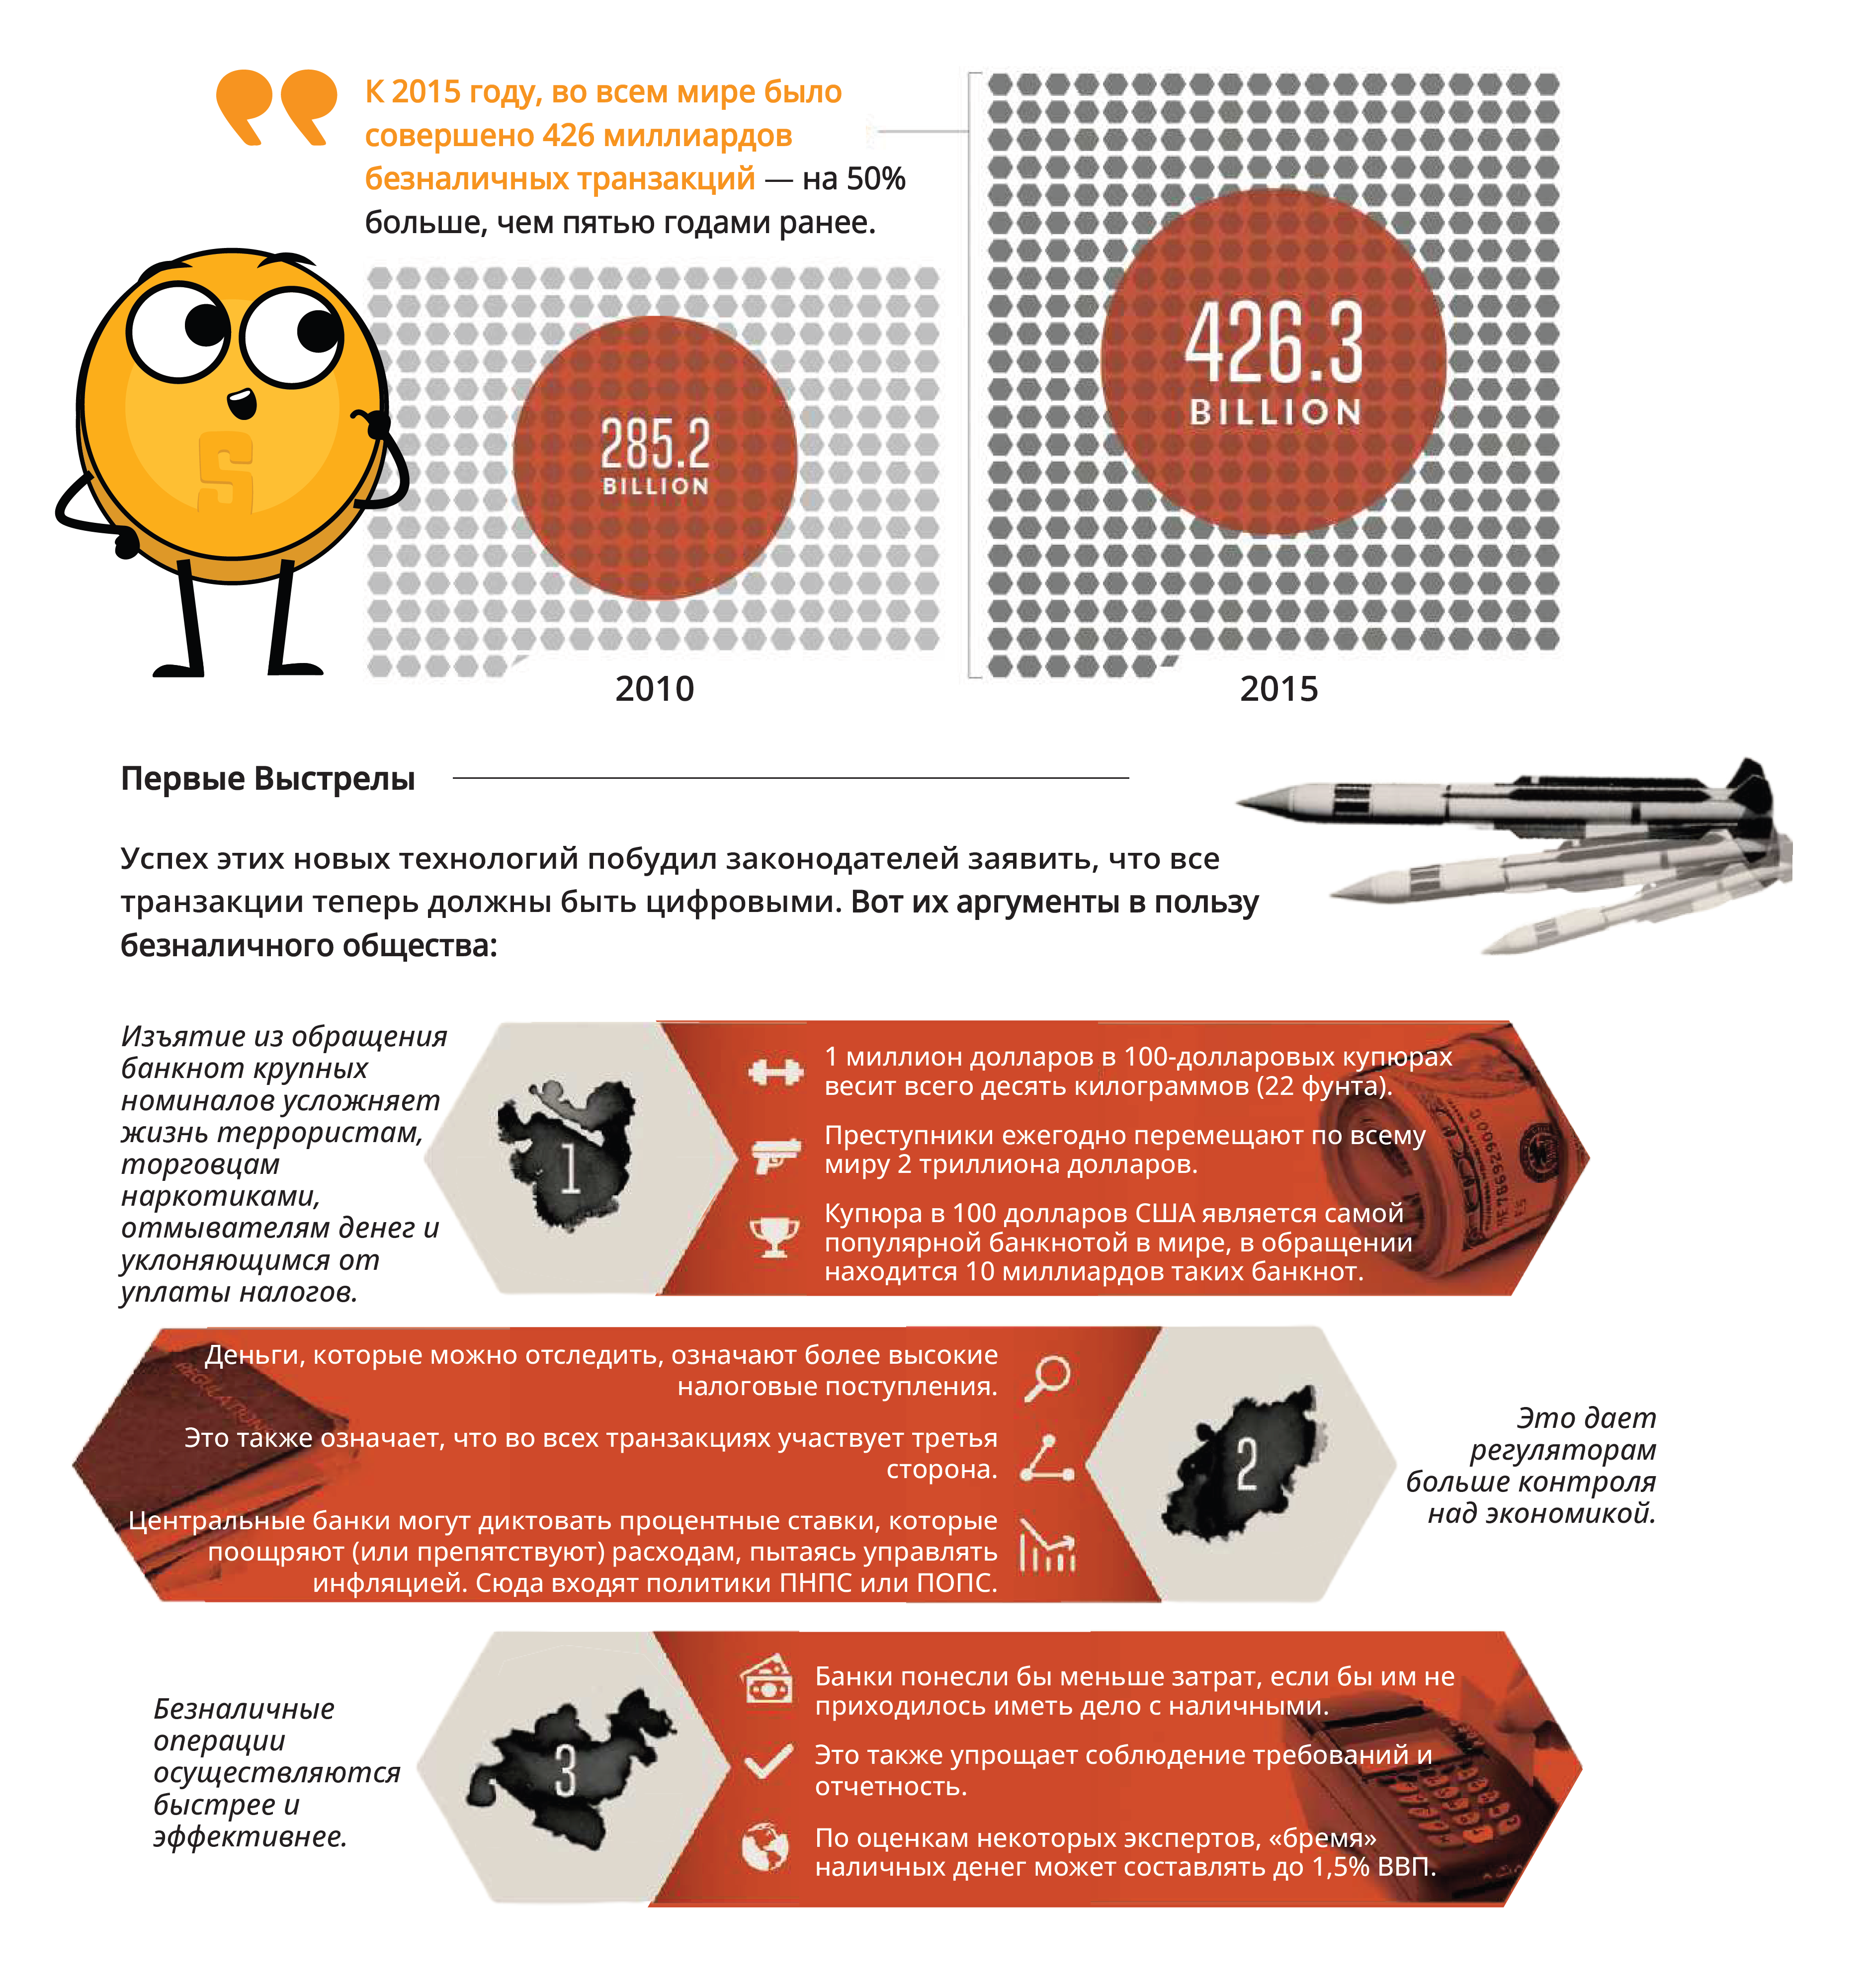 К 2015 году, во всем мире было
совершено 426 миллиардов
безналичных транзакций — на 50%
больше, чем пятью годами ранее.
285.2
BILLION
426.3
BILLION
2010
2015
Первые Выстрелы
Успех этих новых технологий побудил законодателей заявить, что все
транзакции теперь должны быть цифровыми. Вот их аргументы в пользу
безналичного общества:
Изъятие из обращения
банкнот крупных
номиналов усложняет
жизнь террористам,
торговцам
наркотиками,
отмывателям денег и
уклоняющимся от
уплаты налогов.
1
1 миллион долларов в 100-долларовых купюрах
весит всего десять килограммов (22 фунта).
Преступники ежегодно перемещают по всему
миру 2 триллиона долларов.
Купюра в 100 долларов США является самой
популярной банкнотой в мире, в обращении
находится 10 миллиардов таких банкнот.
REGULATIONS
Деньги, которые можно отследить, означают более высокие
налоговые поступления.
Это также означает, что во всех транзакциях участвует третья
сторона.
Центральные банки могут диктовать процентные ставки, которые
поощряют (или препятствуют) расходам, пытаясь управлять
инфляцией. Сюда входят политики ПНПС или ПОПС.
2
Это дает
регуляторам
больше контроля
над экономикой.
Безналичные
операции
осуществляются
быстрее и
эффективнее.
3
Банки понесли бы меньше затрат, если бы им не
приходилось иметь дело с наличными.
Это также упрощает соблюдение требований и
отчетность.
По оценкам некоторых экспертов, «бремя»
наличных денег может составлять до 1,5% ВВП.